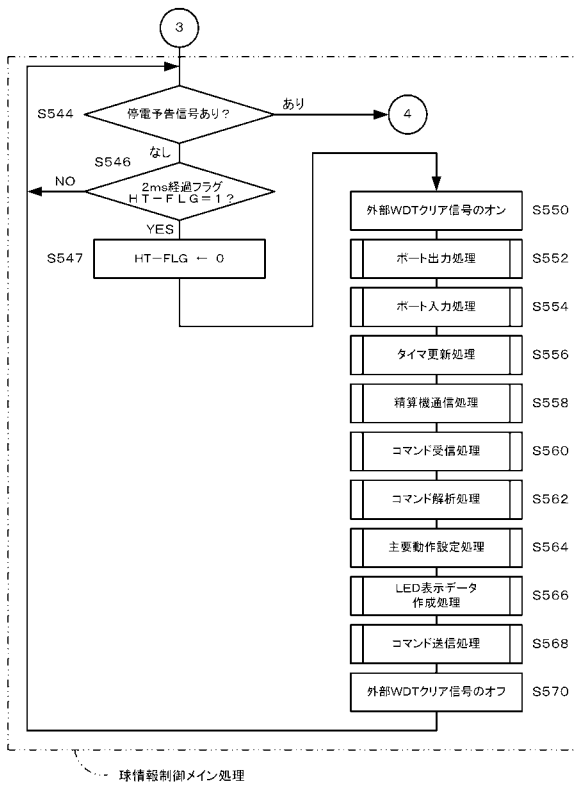 3
S544
停電予告信号あり？
あり
4
なし
S546
NO
2ms経過フラグ
HT-FLG=1？
YES
S547
HT-FLG ← 0
外部WDTクリア信号のオン
S550
ポート出力処理
S552
ポート入力処理
S554
タイマ更新処理
S556
精算機通信処理
S558
コマンド受信処理
S560
コマンド解析処理
S562
主要動作設定処理
S564
LED表示データ
作成処理
S566
コマンド送信処理
S568
外部WDTクリア信号のオフ
S570
球情報制御メイン処理